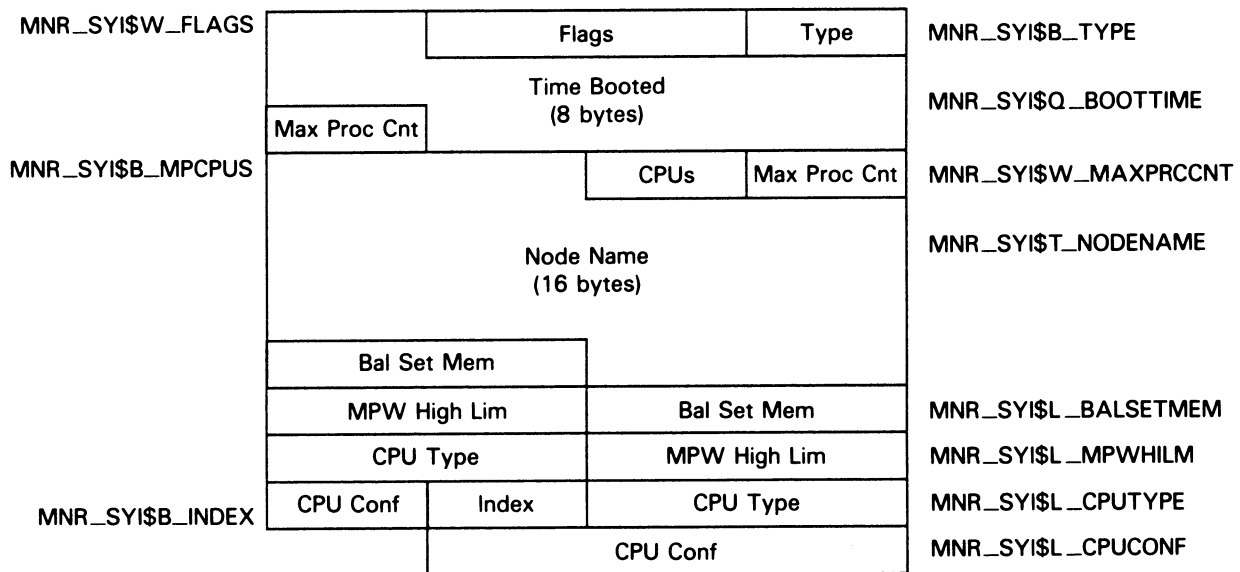 MNR_SYI$W_FLAGS Flags Type MNR_SYI$B_TYPE
Time Booted
(8 bytes) MNR_SYI$Q_BOOTTIME
Max Proc Cnt
MNR_SYI$B_MPCPUS CPUs Max Proc Cnt MNR_SYI$W_MAXPRCCNT
MNR_SYI$T_NODENAME
Node Name
(16 bytes)
Bal Set Mem
MPW High Lim Bal Set Mem MNR_SYI$L_BALSETMEM
CPU Type MPW High Lim MNR_SYI$L_MPWHILM
MNR_SYI$B_INDEX CPU Conf Index CPU Type MNR_SYI$L_CPUTYPE
CPU Conf MNR_SYI$L_CPUCONF